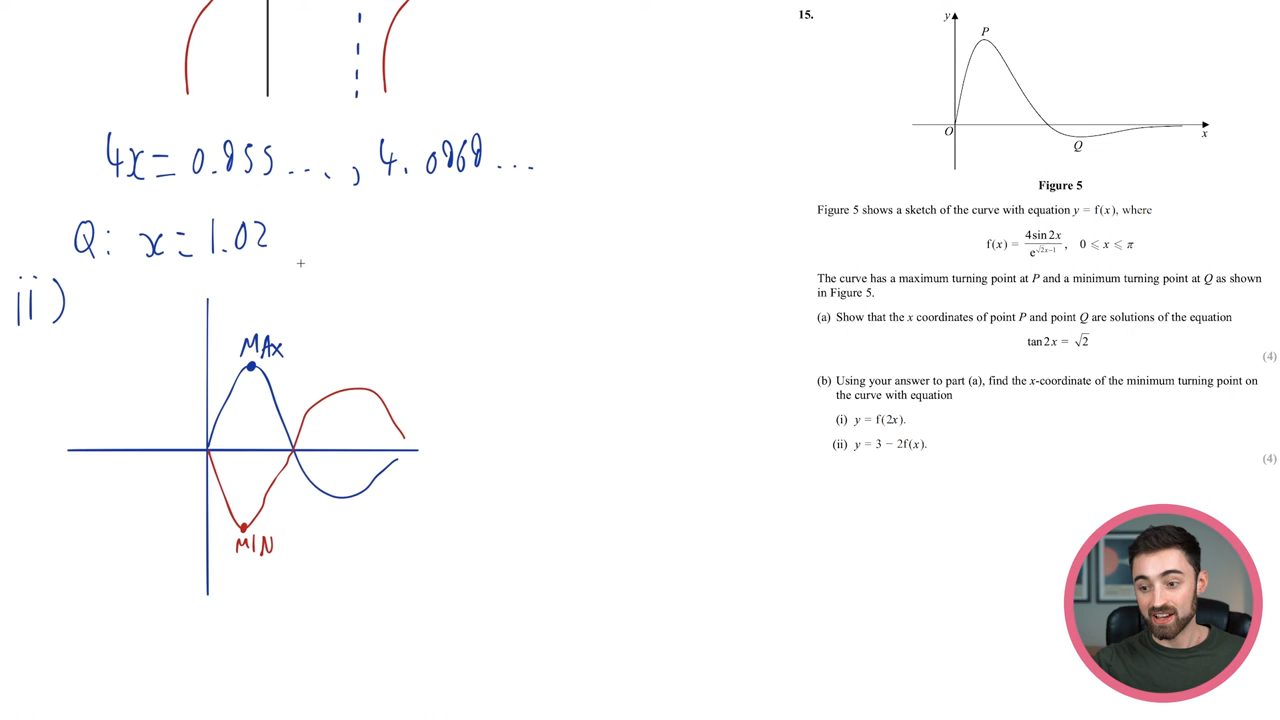 4x = 0.955..., 4.0968...
Q: x = 1.02
ii)
MAX
MIN
15.
y
P
O
Q
x
Figure 5
Figure 5 shows a sketch of the curve with equation y = f(x), where
f(x) = 4sin 2x / e^(√2x−1), 0 ⩽ x ⩽ π
The curve has a maximum turning point at P and a minimum turning point at Q as shown
in Figure 5.
(a) Show that the x coordinates of point P and point Q are solutions of the equation
tan 2x = √2
(4)
(b) Using your answer to part (a), find the x-coordinate of the minimum turning point on
the curve with equation
(i) y = f(2x).
(ii) y = 3 − 2f(x).
(4)